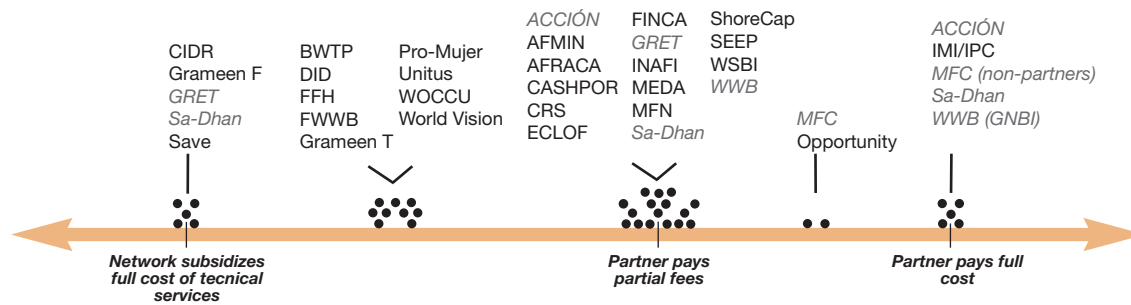 CIDR
Grameen F
GRET
Sa-Dhan
Save
BWTP
DID
FFH
FWWB
Grameen T
Pro-Mujer
Unitus
WOCCU
World Vision
ACCIÓN
AFMIN
AFRACA
CASHPOR
CRS
ECLOF
FINCA
GRET
INAFI
MEDA
MFN
Sa-Dhan
ShoreCap
SEEP
WSBI
WWB
MFC
Opportunity
ACCIÓN
IMI/IPC
MFC (non-partners)
Sa-Dhan
WWB (GNBI)
Network subsidizes
full cost of tecnical
services
Partner pays
partial fees
Partner pays full
cost